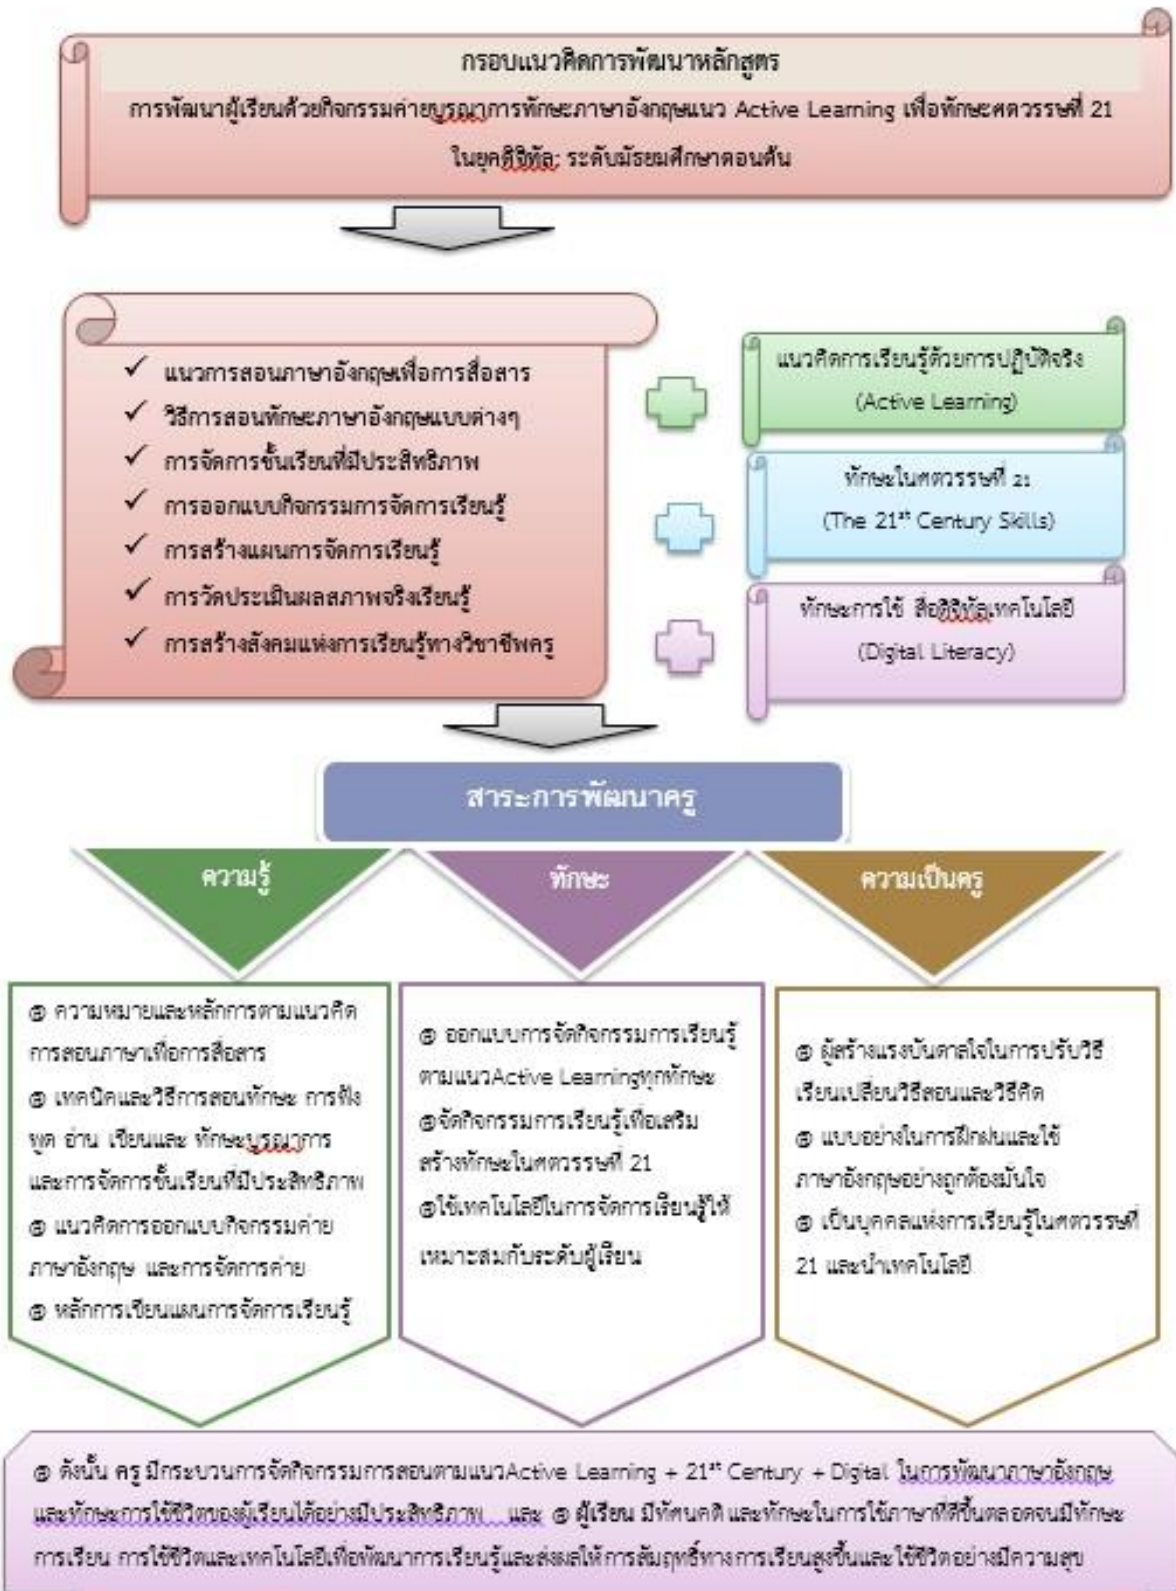 กรอบแนวคิดการพัฒนาหลักสูตร
การพัฒนาผู้เรียนด้วยกิจกรรมค่ายบูรณาการทักษะภาษาอังกฤษแนว Active Learning เพื่อทักษะศตวรรษที่ 21
ในยุคดิจิทัล: ระดับมัธยมศึกษาตอนต้น
✓ แนวการสอนภาษาอังกฤษเพื่อการสื่อสาร
✓ วิธีการสอนทักษะภาษาอังกฤษแบบต่างๆ
✓ การจัดการชั้นเรียนที่มีประสิทธิภาพ
✓ การออกแบบกิจกรรมการจัดการเรียนรู้
✓ การสร้างแผนการจัดการเรียนรู้
✓ การวัดประเมินผลสภาพจริงเรียนรู้
✓ การสร้างสังคมแห่งการเรียนรู้ทางวิชาชีพครู
แนวคิดการเรียนรู้ด้วยการปฏิบัติจริง
(Active Learning)
ทักษะในศตวรรษที่ 21
(The 21st Century Skills)
ทักษะการใช้ สื่อดิจิทัลเทคโนโลยี
(Digital Literacy)
สาระการพัฒนาครู
ความรู้
ทักษะ
ความเป็นครู
๏ ความหมายและหลักการตามแนวคิด
การสอนภาษาเพื่อการสื่อสาร
๏ เทคนิคและวิธีการสอนทักษะ การฟัง
พูด อ่าน เขียนและ ทักษะบูรณาการ
และการจัดการชั้นเรียนที่มีประสิทธิภาพ
๏ แนวคิดการออกแบบกิจกรรมค่าย
ภาษาอังกฤษ และการจัดการค่าย
๏ หลักการเขียนแผนการจัดการเรียนรู้
๏ ออกแบบการจัดกิจกรรมการเรียนรู้
ตามแนวActive Learningทุกทักษะ
๏จัดกิจกรรมการเรียนรู้เพื่อเสริม
สร้างทักษะในศตวรรษที่ 21
๏ใช้เทคโนโลยีในการจัดการเรียนรู้ให้
เหมาะสมกับระดับผู้เรียน
๏ ผู้สร้างแรงบันดาลใจในการปรับวิธี
เรียนเปลี่ยนวิธีสอนและวิธีคิด
๏ แบบอย่างในการฝึกฝนและใช้
ภาษาอังกฤษอย่างถูกต้องมั่นใจ
๏ เป็นบุคคลแห่งการเรียนรู้ในศตวรรษที่
21 และนำเทคโนโลยี
๏ ดังนั้น ครู มีกระบวนการจัดกิจกรรมการสอนตามแนวActive Learning + 21st Century + Digital ในการพัฒนาภาษาอังกฤษ
และทักษะการใช้ชีวิตของผู้เรียนได้อย่างมีประสิทธิภาพ และ ๏ ผู้เรียน มีทัศนคติ และทักษะในการใช้ภาษาที่ดีขึ้นตลอดจนมีทักษะ
การเรียน การใช้ชีวิตและเทคโนโลยีเพื่อพัฒนาการเรียนรู้และส่งผลให้การสัมฤทธิ์ทางการเรียนสูงขึ้นและใช้ชีวิตอย่างมีความสุข